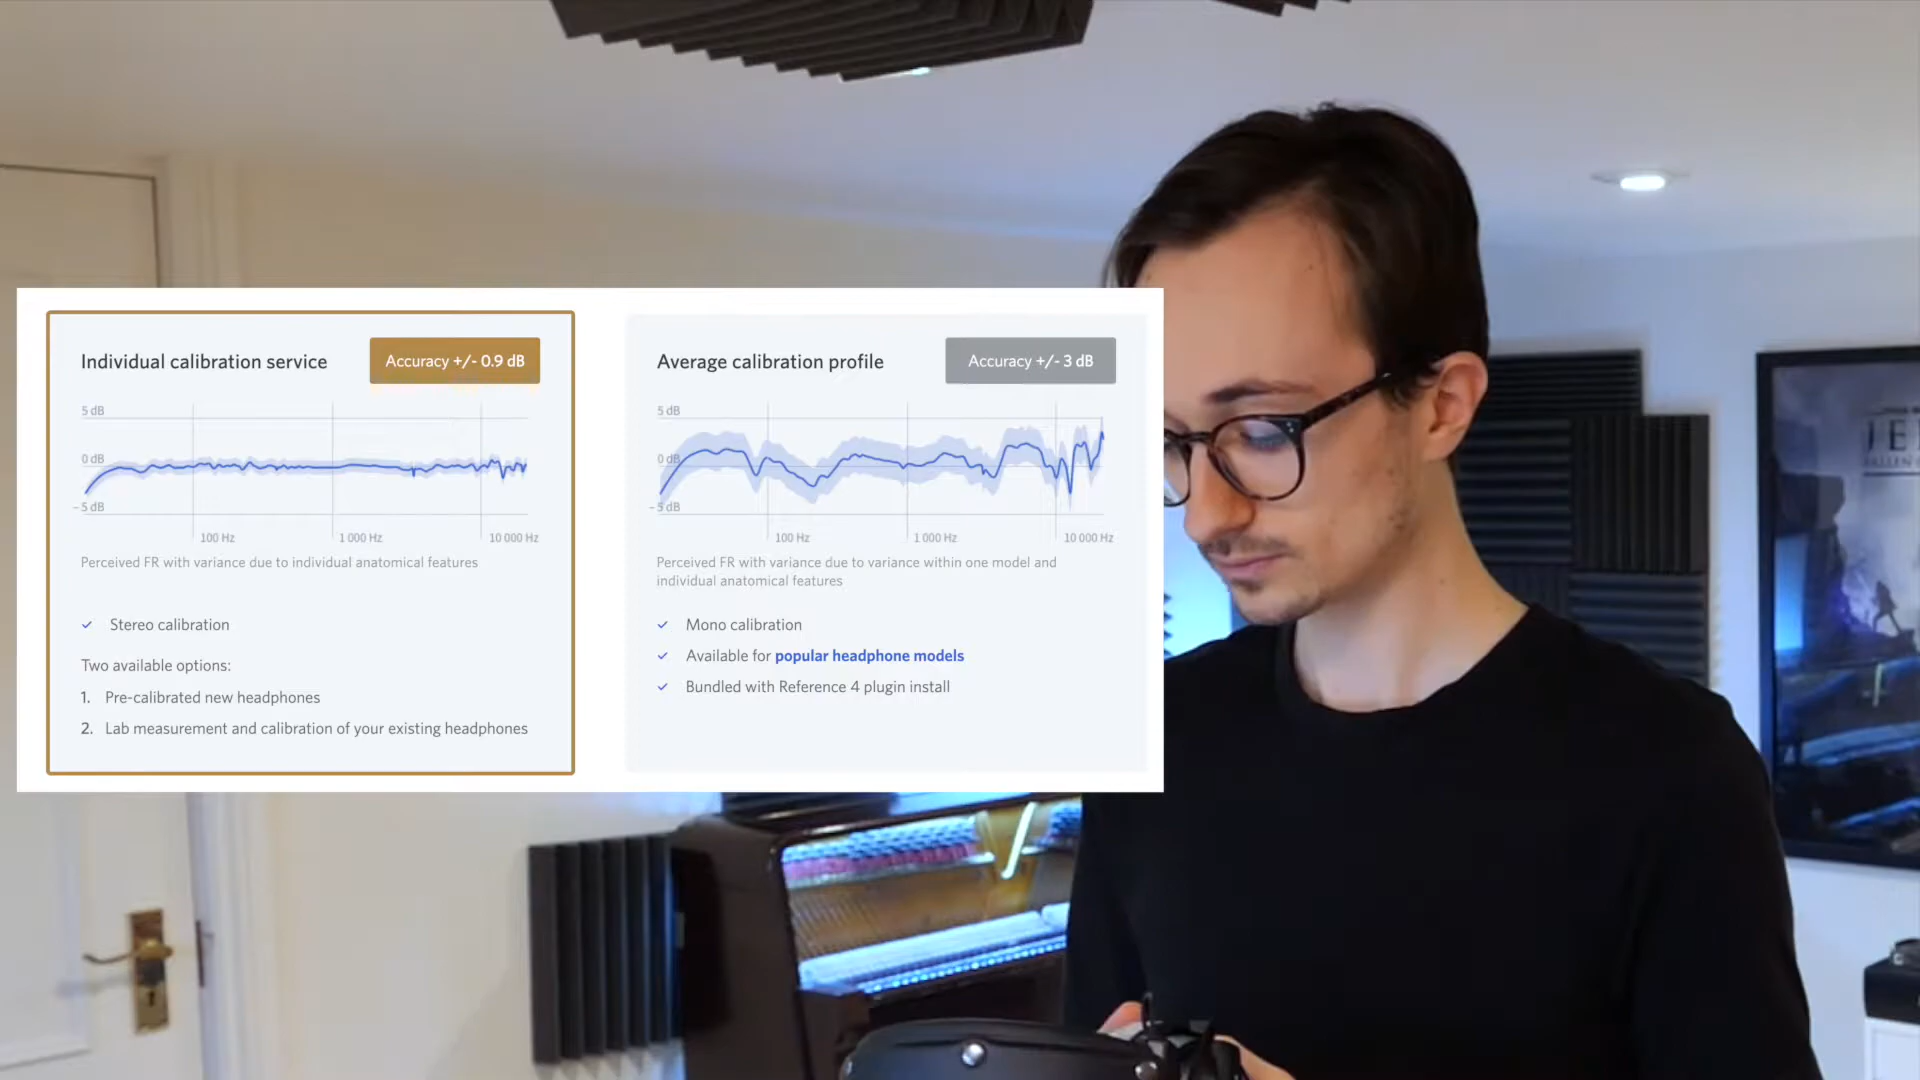 Individual calibration service
Accuracy +/- 0.9 dB
5 dB
0 dB
– 5 dB
100 Hz
1 000 Hz
10 000 Hz
Perceived FR with variance due to individual anatomical features
Stereo calibration
Two available options:
1. Pre-calibrated new headphones
2. Lab measurement and calibration of your existing headphones
Average calibration profile
Accuracy +/- 3 dB
5 dB
0 dB
– 5 dB
100 Hz
1 000 Hz
10 000 Hz
Perceived FR with variance due to variance within one model and
individual anatomical features
Mono calibration
Available for popular headphone models
Bundled with Reference 4 plugin install